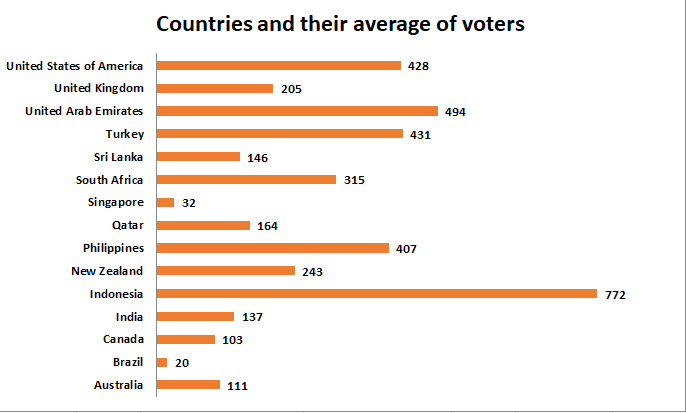 Countries and their average of voters
United States of America 428
United Kingdom 205
United Arab Emirates 494
Turkey 431
Sri Lanka 146
South Africa 315
Singapore 32
Qatar 164
Philippines 407
New Zealand 243
Indonesia 772
India 137
Canada 103
Brazil 20
Australia 111